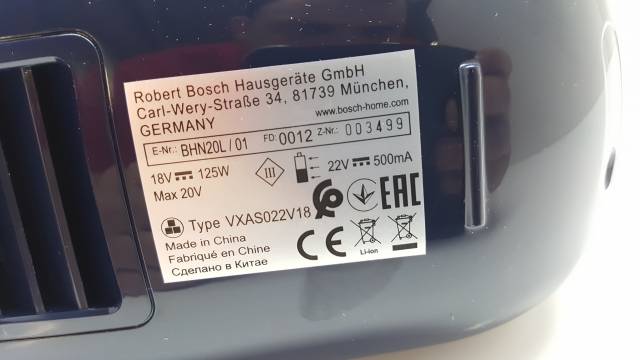 Robert Bosch Hausgeräte GmbH
Carl-Wery-Straße 34, 81739 München,
GERMANY
www.bosch-home.com
E-Nr.: BHN20L/01 FD: 0012 Z-Nr.: 003499
18V ⎓ 125W III 22V ⎓ 500mA
Max 20V
Type VXAS022V18 EAC
Made in China
Fabriqué en Chine CE
Сделано в Китае Li-ion